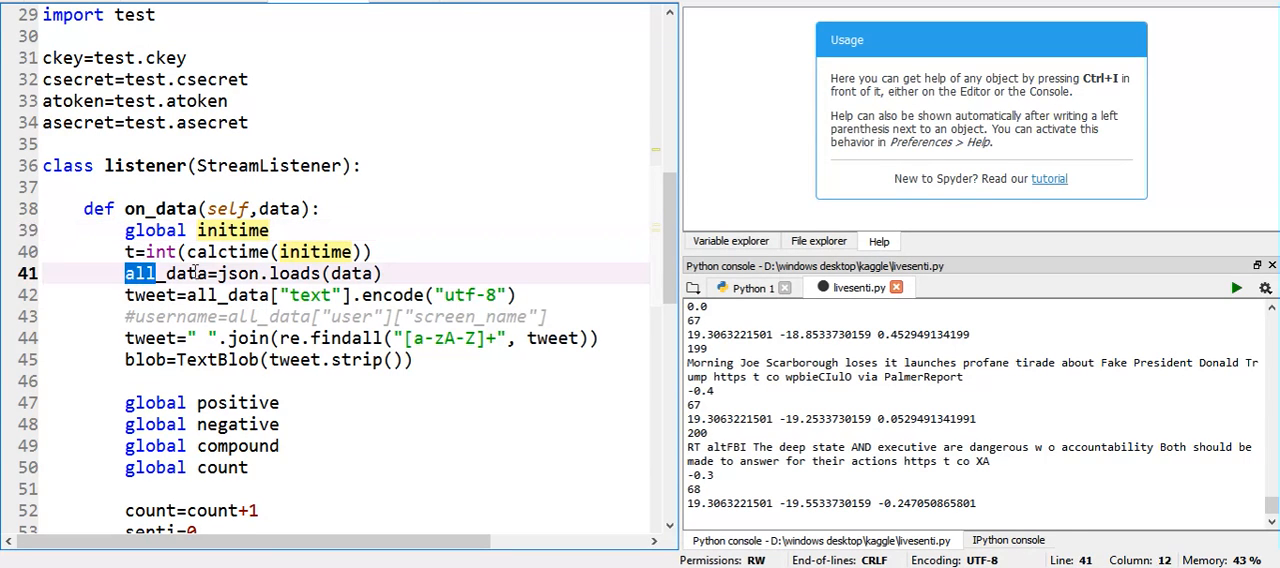 29 import test
30
31 ckey=test.ckey
32 csecret=test.csecret
33 atoken=test.atoken
34 asecret=test.asecret
35
36 class listener(StreamListener):
37
38 def on_data(self,data):
39 global initime
40 t=int(calctime(initime))
41 all_data=json.loads(data)
42 tweet=all_data["text"].encode("utf-8")
43 #username=all_data["user"]["screen_name"]
44 tweet=" ".join(re.findall("[a-zA-Z]+", tweet))
45 blob=TextBlob(tweet.strip())
46
47 global positive
48 global negative
49 global compound
50 global count
51
52 count=count+1
53 senti=0
Usage
Here you can get help of any object by pressing Ctrl+I in
front of it, either on the Editor or the Console.
Help can also be shown automatically after writing a left
parenthesis next to an object. You can activate this
behavior in Preferences > Help.
New to Spyder? Read our tutorial
Variable explorer File explorer Help
Python console - D:\windows desktop\kaggle\livesenti.py
Python 1 livesenti.py
0.0
67
19.3063221501 -18.8533730159 0.452949134199
199
Morning Joe Scarborough loses it launches profane tirade about Fake President Donald Tr
ump https t co wpbieCIulO via PalmerReport
-0.4
67
19.3063221501 -19.2533730159 0.0529491341991
200
RT altFBI The deep state AND executive are dangerous w o accountability Both should be
made to answer for their actions https t co XA
-0.3
68
19.3063221501 -19.5533730159 -0.247050865801
Python console - D:\windows desktop\kaggle\livesenti.py IPython console
Permissions: RW End-of-lines: CRLF Encoding: UTF-8 Line: 41 Column: 12 Memory: 43 %